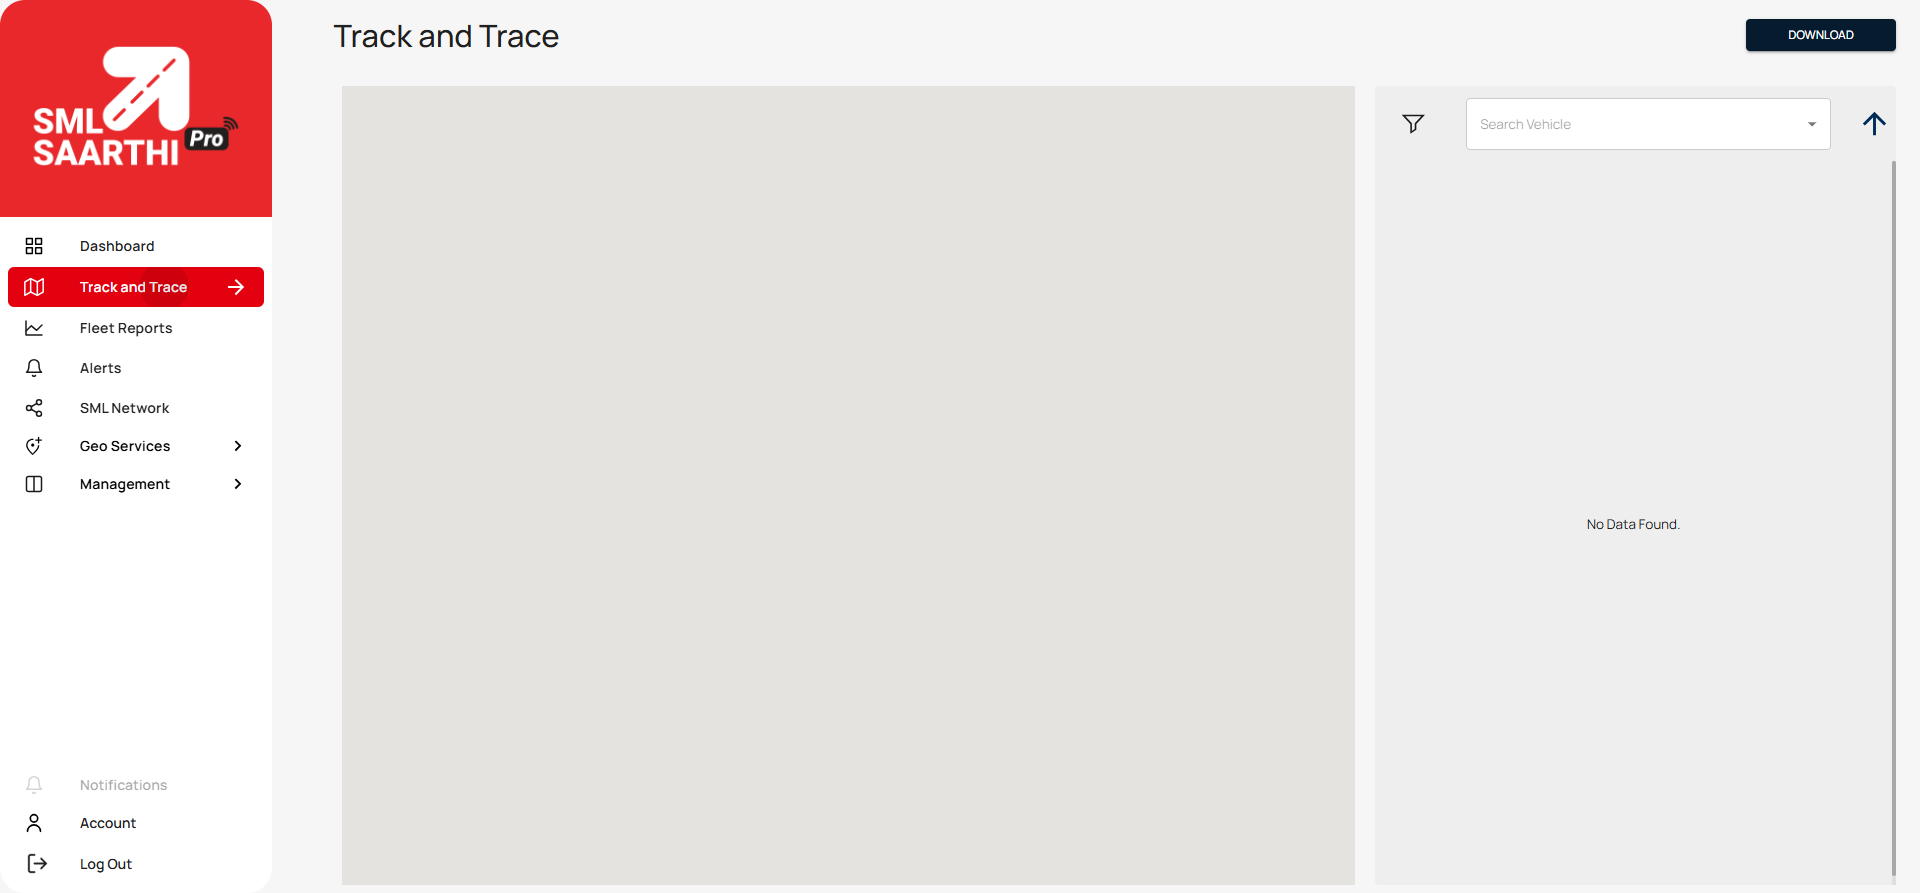 SML
SAARTHI Pro
Dashboard
Track and Trace
Fleet Reports
Alerts
SML Network
Geo Services
Management
Notifications
Account
Log Out
Track and Trace
DOWNLOAD
Search Vehicle
No Data Found.